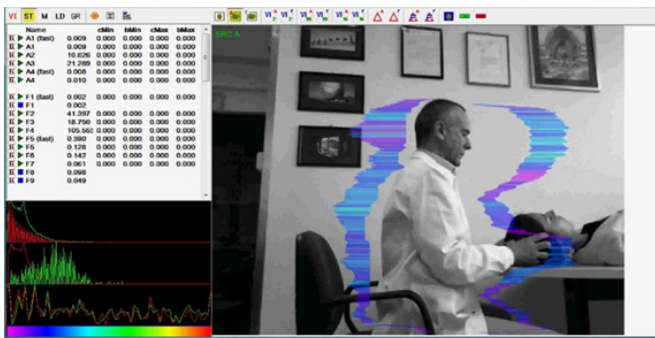 VI ST M LD GR
SRC A
Name cMin bMin cMax bMax
K A1 (fast) 0.009 0.000 0.000 0.000 0.000
K A1 0.009 0.000 0.000 0.000 0.000
K A2 10.626 0.000 0.000 0.000 0.000
K A3 21.289 0.000 0.000 0.000 0.000
K A4 (fast) 0.008 0.000 0.000 0.000 0.000
K A4 0.010 0.000 0.000 0.000 0.000
K F1 (fast) 0.002 0.000 0.000 0.000 0.000
K F1 0.002
K F2 41.397 0.000 0.000 0.000 0.000
K F3 18.750 0.000 0.000 0.000 0.000
K F4 105.553 0.000 0.000 0.000 0.000
K F5 (fast) 0.390 0.000 0.000 0.000 0.000
K F5 0.128 0.000 0.000 0.000 0.000
K F6 0.142 0.000 0.000 0.000 0.000
K F7 0.061 0.000 0.000 0.000 0.000
K F8 0.098
K F9 0.049